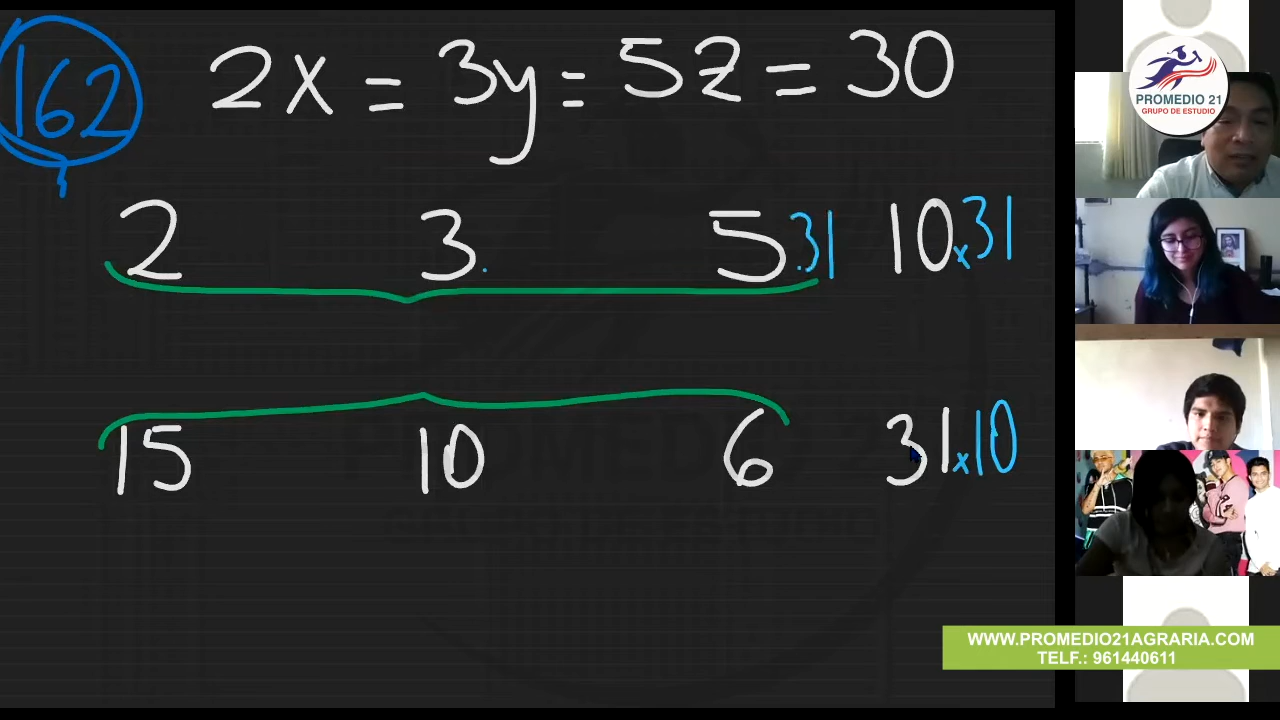 162
2x = 3y = 5z = 30
2 3. 5.31 10x31
15 10 6 31x10
PROMEDIO 21
GRUPO DE ESTUDIO
WWW.PROMEDIO21AGRARIA.COM
TELF.: 961440611